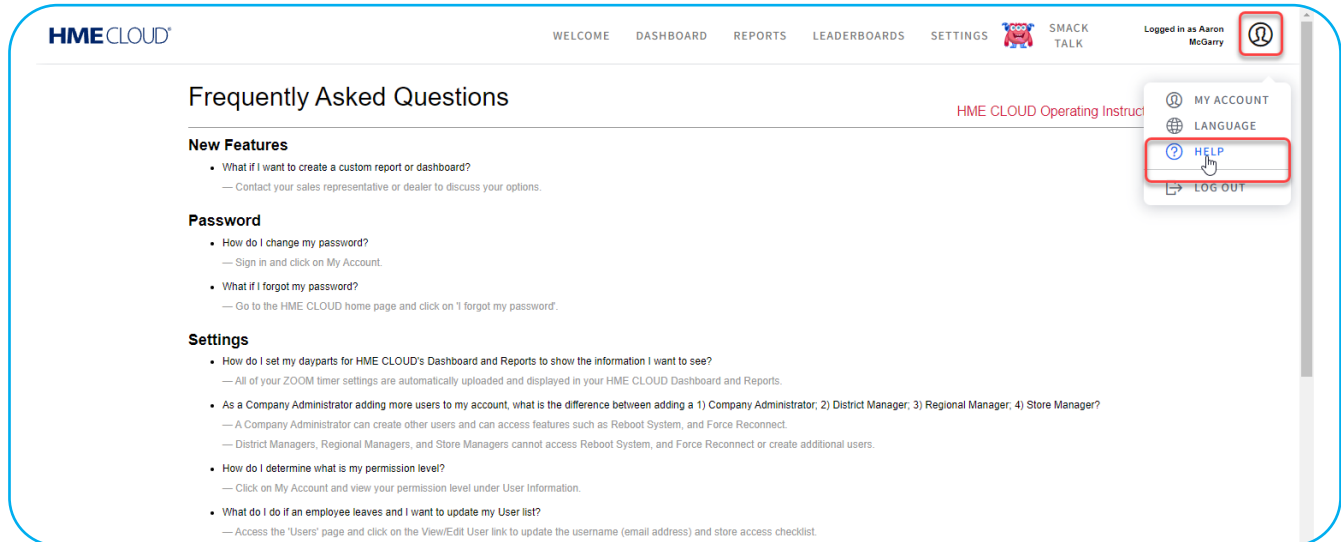 HME CLOUD®
WELCOME DASHBOARD REPORTS LEADERBOARDS SETTINGS SMACK TALK
Logged in as Aaron McGarry
MY ACCOUNT
LANGUAGE
HELP
LOG OUT
Frequently Asked Questions
HME CLOUD Operating Instruct
New Features
• What if I want to create a custom report or dashboard?
— Contact your sales representative or dealer to discuss your options.
Password
• How do I change my password?
— Sign in and click on My Account.
• What if I forgot my password?
— Go to the HME CLOUD home page and click on 'I forgot my password'.
Settings
• How do I set my dayparts for HME CLOUD's Dashboard and Reports to show the information I want to see?
— All of your ZOOM timer settings are automatically uploaded and displayed in your HME CLOUD Dashboard and Reports.
• As a Company Administrator adding more users to my account, what is the difference between adding a 1) Company Administrator; 2) District Manager; 3) Regional Manager; 4) Store Manager?
— A Company Administrator can create other users and can access features such as Reboot System, and Force Reconnect.
— District Managers, Regional Managers, and Store Managers cannot access Reboot System, and Force Reconnect or create additional users.
• How do I determine what is my permission level?
— Click on My Account and view your permission level under User Information.
• What do I do if an employee leaves and I want to update my User list?
— Access the 'Users' page and click on the View/Edit User link to update the username (email address) and store access checklist.